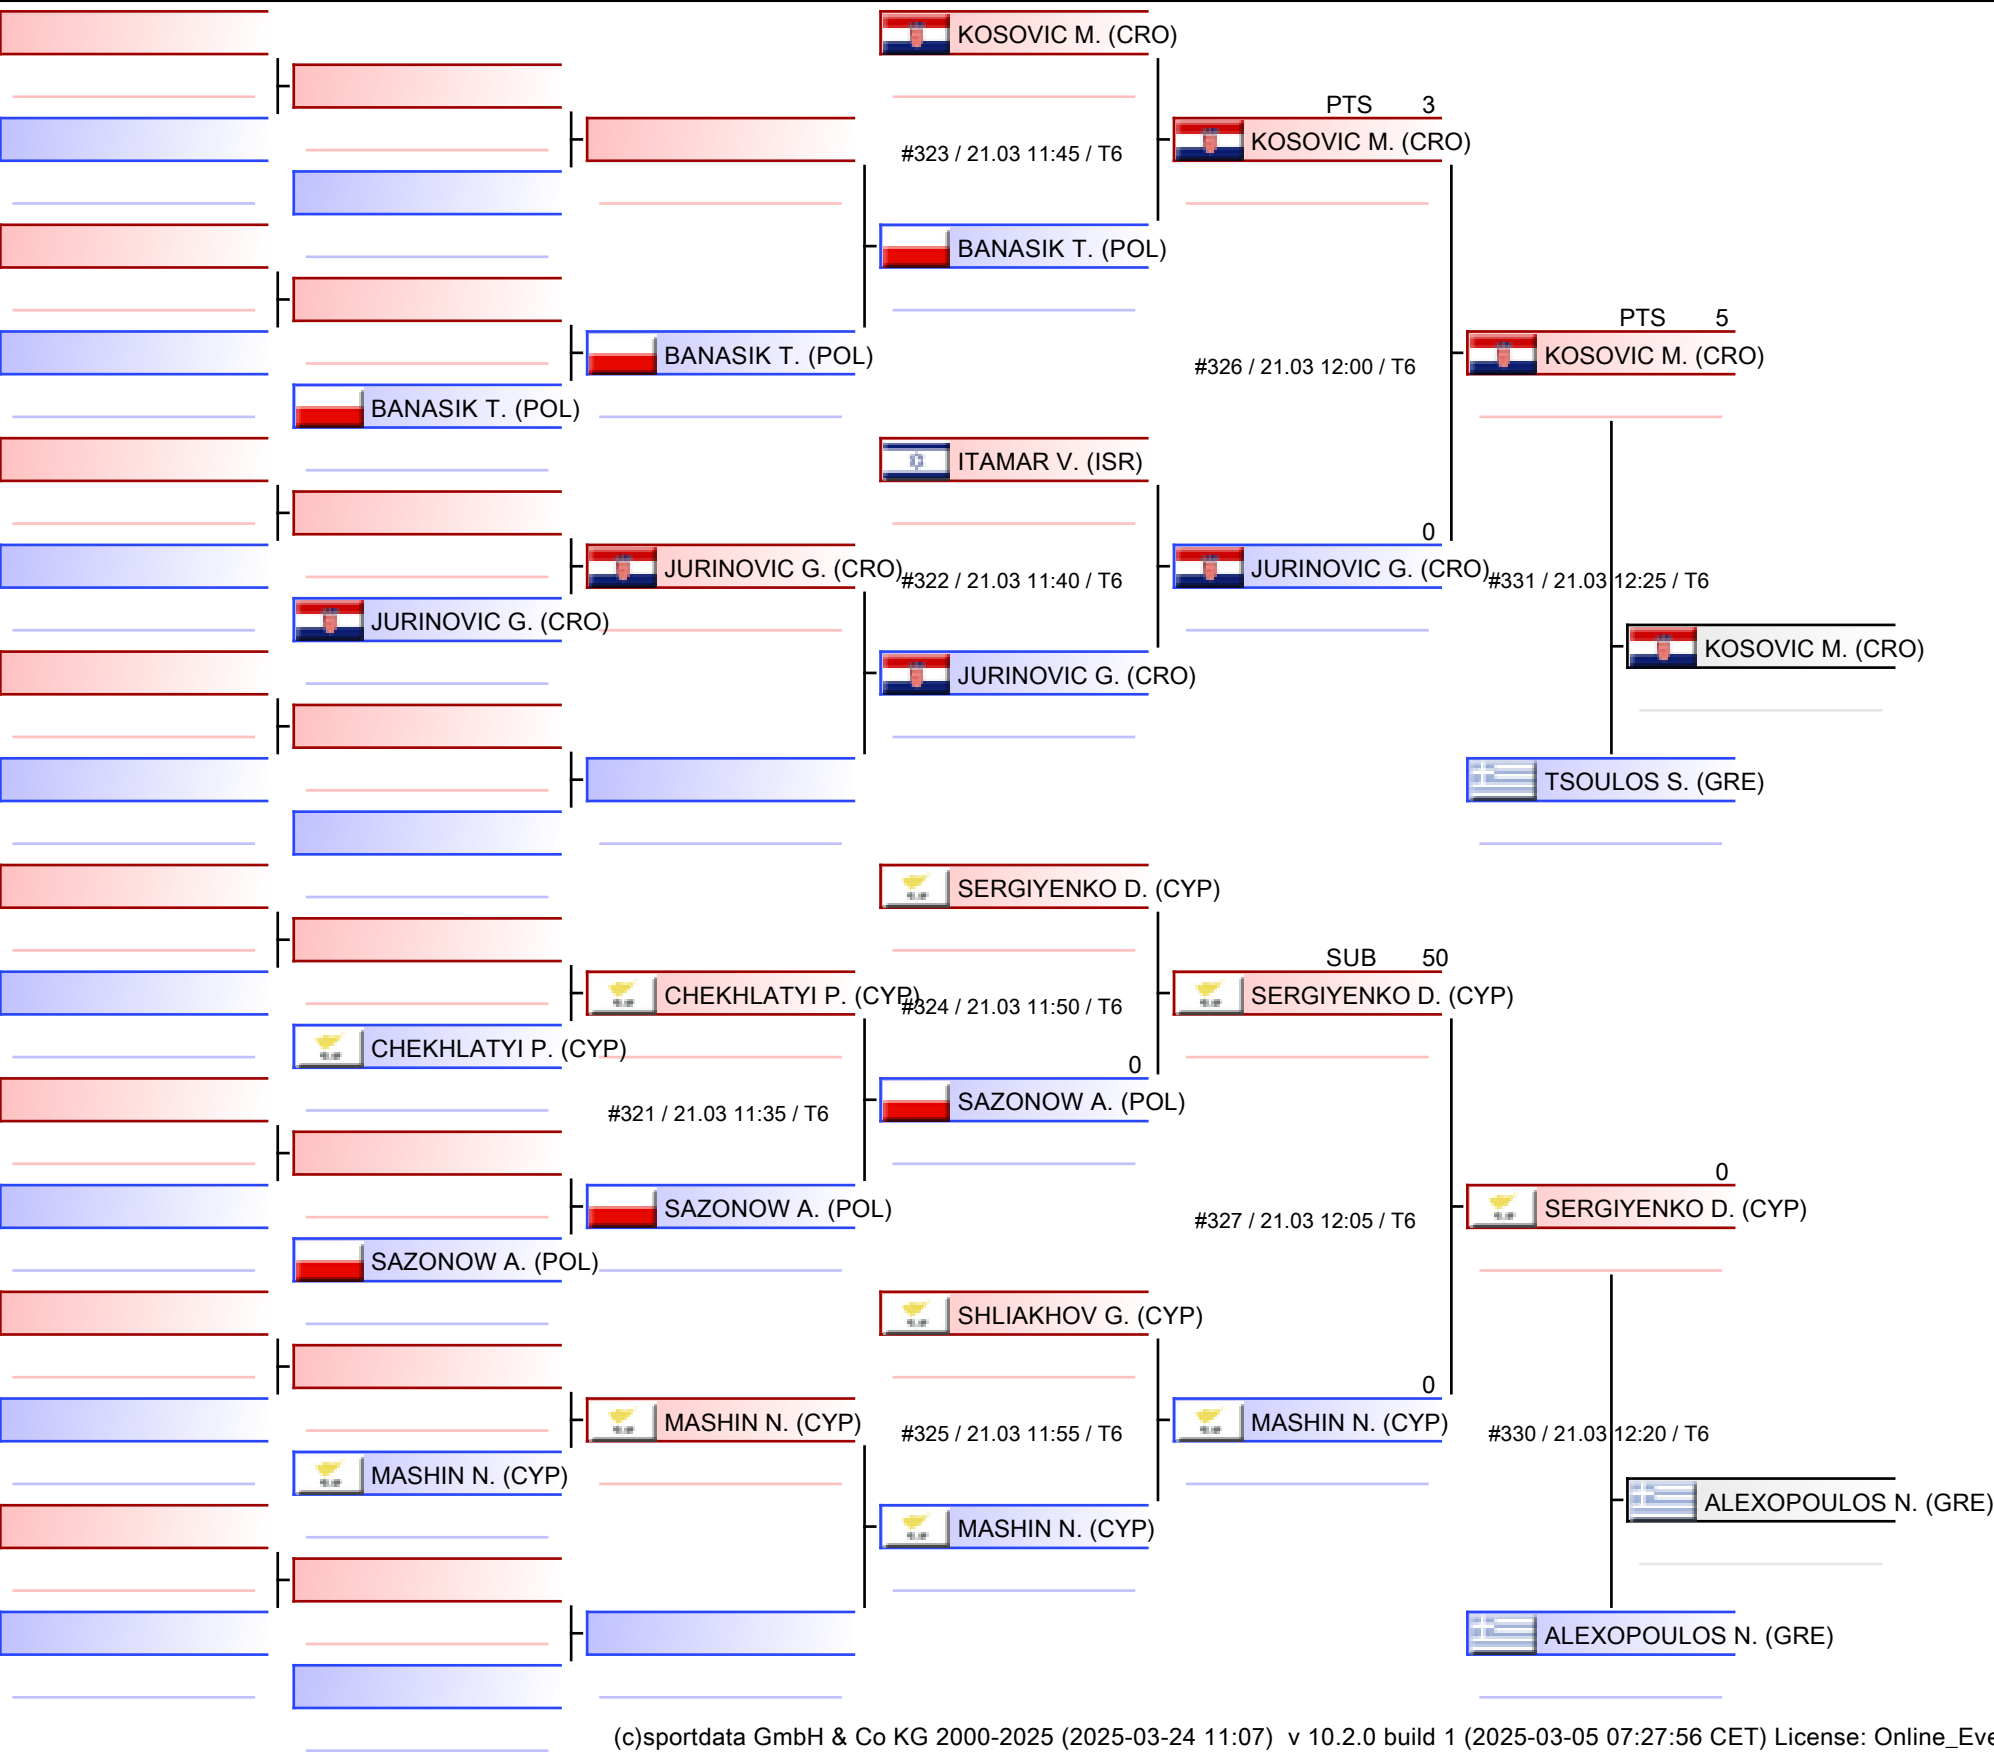 KOSOVIC M. (CRO)
PTS 3
KOSOVIC M. (CRO)
#323 / 21.03 11:45 / T6
BANASIK T. (POL)
PTS 5
BANASIK T. (POL)
KOSOVIC M. (CRO)
#326 / 21.03 12:00 / T6
BANASIK T. (POL)
ITAMAR V. (ISR)
0
JURINOVIC G. (CRO)
#322 / 21.03 11:40 / T6
JURINOVIC G. (CRO)
#331 / 21.03 12:25 / T6
JURINOVIC G. (CRO)
KOSOVIC M. (CRO)
JURINOVIC G. (CRO)
TSOULOS S. (GRE)
SERGIYENKO D. (CYP)
SUB 50
CHEKHLATYI P. (CYP)
#324 / 21.03 11:50 / T6
SERGIYENKO D. (CYP)
CHEKHLATYI P. (CYP)
0
SAZONOW A. (POL)
#321 / 21.03 11:35 / T6
0
SAZONOW A. (POL)
SERGIYENKO D. (CYP)
#327 / 21.03 12:05 / T6
SAZONOW A. (POL)
SHLIAKHOV G. (CYP)
0
MASHIN N. (CYP)
#325 / 21.03 11:55 / T6
MASHIN N. (CYP)
#330 / 21.03 12:20 / T6
MASHIN N. (CYP)
ALEXOPOULOS N. (GRE)
MASHIN N. (CYP)
ALEXOPOULOS N. (GRE)
(c)sportdata GmbH & Co KG 2000-2025 (2025-03-24 11:07) v 10.2.0 build 1 (2025-03-05 07:27:56 CET) License: Online_Eve